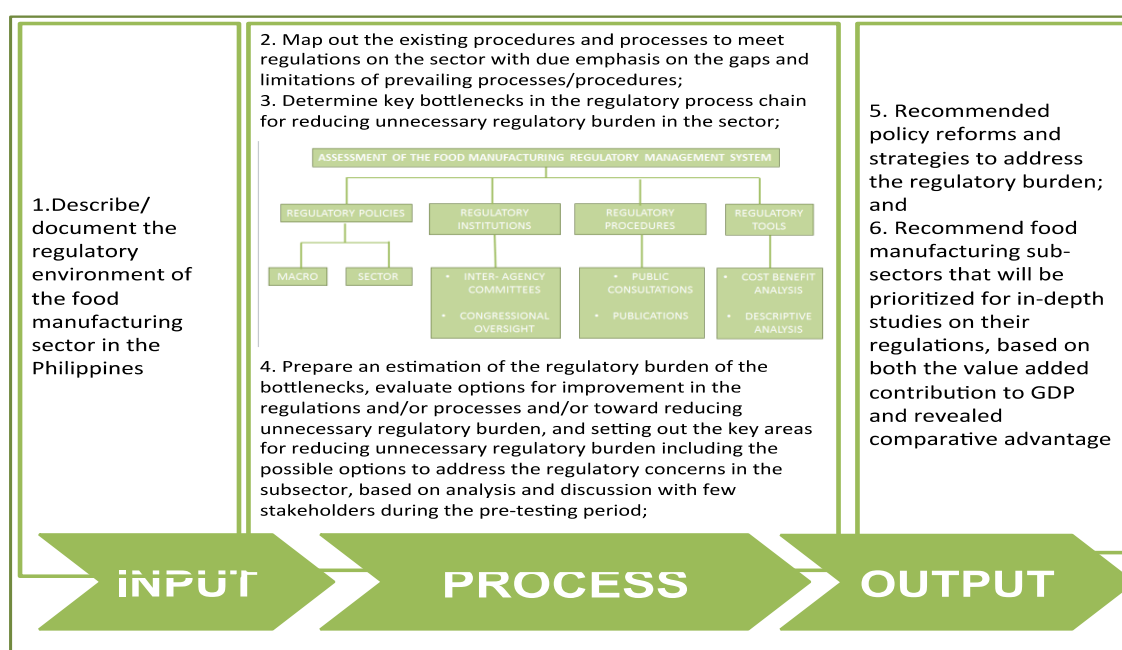 1.Describe/
document the
regulatory
environment of
the food
manufacturing
sector in the
Philippines
2. Map out the existing procedures and processes to meet
regulations on the sector with due emphasis on the gaps and
limitations of prevailing processes/procedures;
3. Determine key bottlenecks in the regulatory process chain
for reducing unnecessary regulatory burden in the sector;
ASSESSMENT OF THE FOOD MANUFACTURING REGULATORY MANAGEMENT SYSTEM
REGULATORY POLICIES
MACRO
SECTOR
REGULATORY
INSTITUTIONS
• INTER- AGENCY
COMMITTEES
• CONGRESSIONAL
OVERSIGHT
REGULATORY
PROCEDURES
• PUBLIC
CONSULTATIONS
• PUBLICATIONS
REGULATORY
TOOLS
• COST BENEFIT
ANALYSIS
• DESCRIPTIVE
ANALYSIS
4. Prepare an estimation of the regulatory burden of the
bottlenecks, evaluate options for improvement in the
regulations and/or processes and/or toward reducing
unnecessary regulatory burden, and setting out the key areas
for reducing unnecessary regulatory burden including the
possible options to address the regulatory concerns in the
subsector, based on analysis and discussion with few
stakeholders during the pre-testing period;
5. Recommended
policy reforms and
strategies to address
the regulatory burden;
and
6. Recommend food
manufacturing sub-
sectors that will be
prioritized for in-depth
studies on their
regulations, based on
both the value added
contribution to GDP
and revealed
comparative advantage
INPUT
PROCESS
OUTPUT